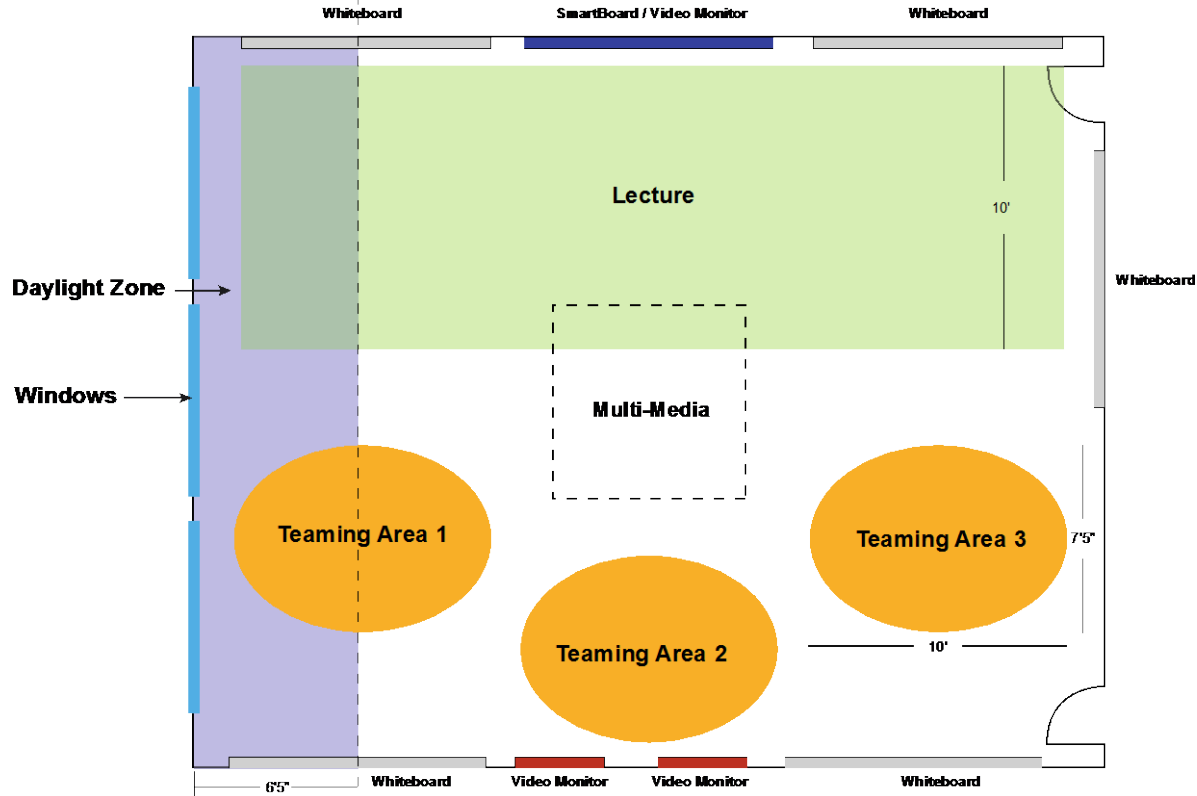 Whiteboard
SmartBoard / Video Monitor
Whiteboard
Lecture
10'
Daylight Zone
Whiteboard
Windows
Multi-Media
Teaming Area 1
Teaming Area 3
7'5"
Teaming Area 2
10'
6'5"
Whiteboard
Video Monitor
Video Monitor
Whiteboard